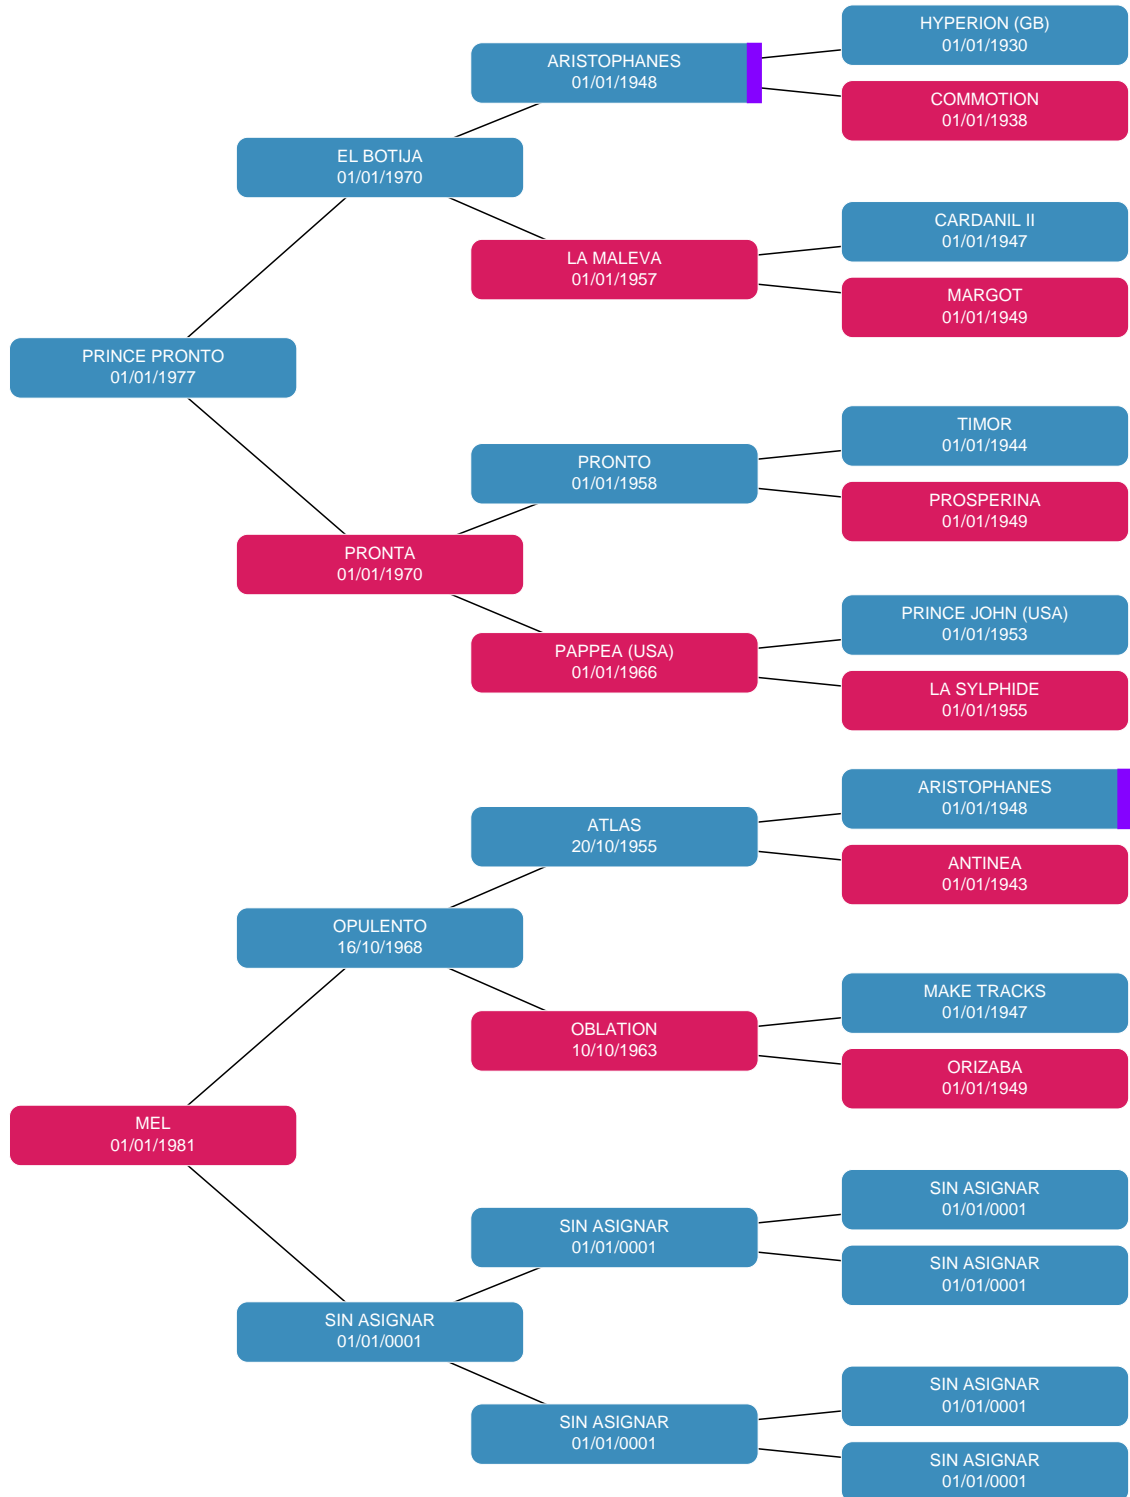 HYPERION (GB)
01/01/1930
ARISTOPHANES
01/01/1948
COMMOTION
01/01/1938
EL BOTIJA
01/01/1970
CARDANIL II
01/01/1947
LA MALEVA
01/01/1957
MARGOT
01/01/1949
PRINCE PRONTO
01/01/1977
TIMOR
01/01/1944
PRONTO
01/01/1958
PROSPERINA
01/01/1949
PRONTA
01/01/1970
PRINCE JOHN (USA)
01/01/1953
PAPPEA (USA)
01/01/1966
LA SYLPHIDE
01/01/1955
ARISTOPHANES
01/01/1948
ATLAS
20/10/1955
ANTINEA
01/01/1943
OPULENTO
16/10/1968
MAKE TRACKS
01/01/1947
OBLATION
10/10/1963
ORIZABA
01/01/1949
MEL
01/01/1981
SIN ASIGNAR
01/01/0001
SIN ASIGNAR
01/01/0001
SIN ASIGNAR
01/01/0001
SIN ASIGNAR
01/01/0001
SIN ASIGNAR
01/01/0001
SIN ASIGNAR
01/01/0001
SIN ASIGNAR
01/01/0001